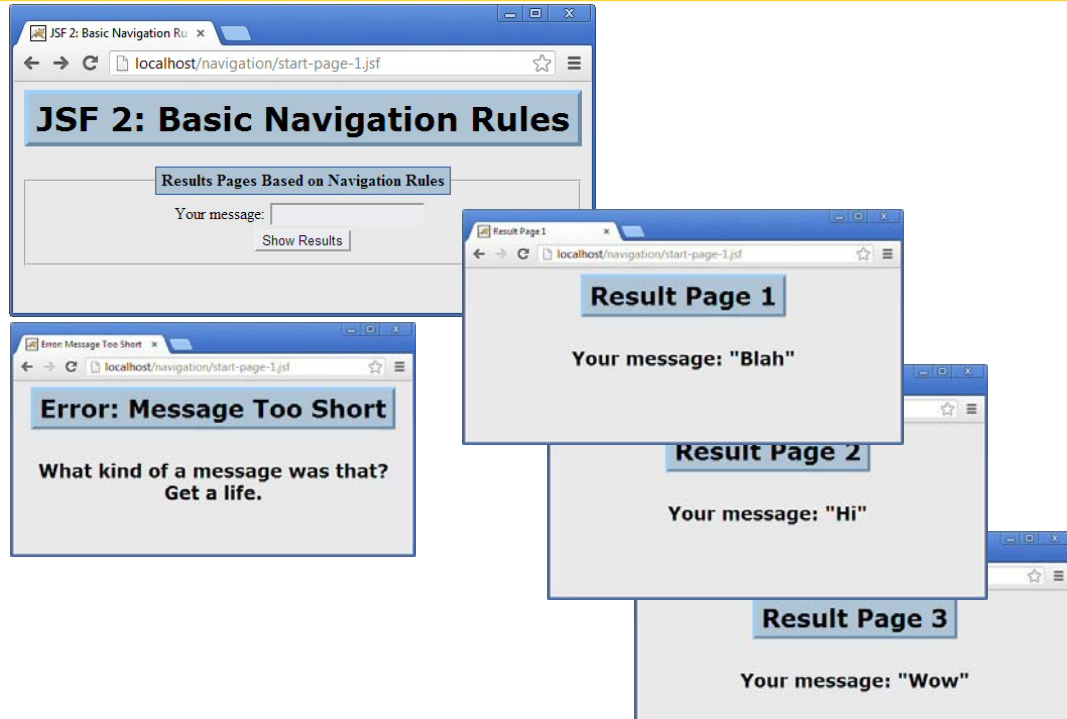 JSF 2: Basic Navigation Ru
localhost/navigation/start-page-1.jsf
JSF 2: Basic Navigation Rules
Results Pages Based on Navigation Rules
Your message:
Show Results
Result Page 1
localhost/navigation/start-page-1.jsf
Result Page 1
Your message: "Blah"
Error: Message Too Short
localhost/navigation/start-page-1.jsf
Error: Message Too Short
What kind of a message was that?
Get a life.
Result Page 2
Your message: "Hi"
Result Page 3
Your message: "Wow"